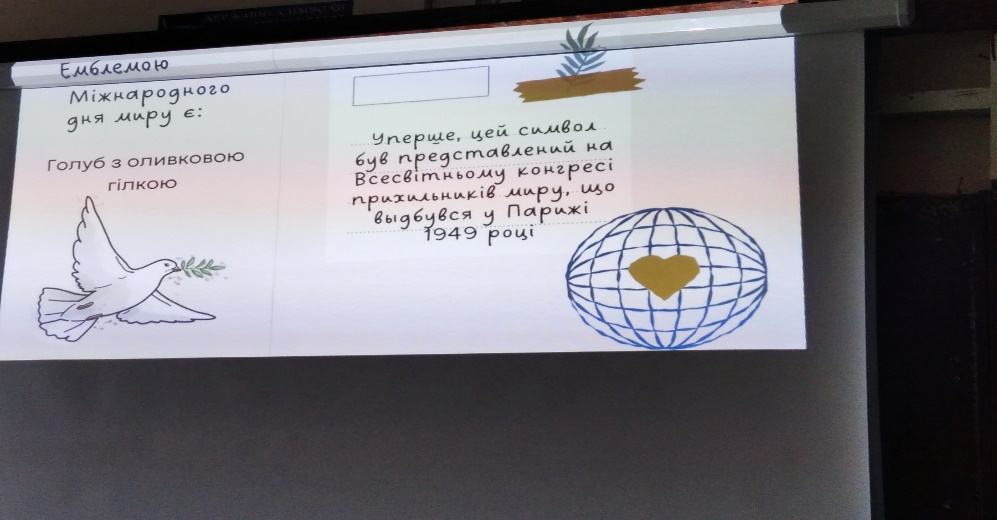 Емблемою
Міжнародного
дня миру є:
Голуб з оливковою
гілкою
Уперше, цей символ
був представлений на
Всесвітньому конгресі
прихильників миру, що
выдбувся у Парижі
1949 році